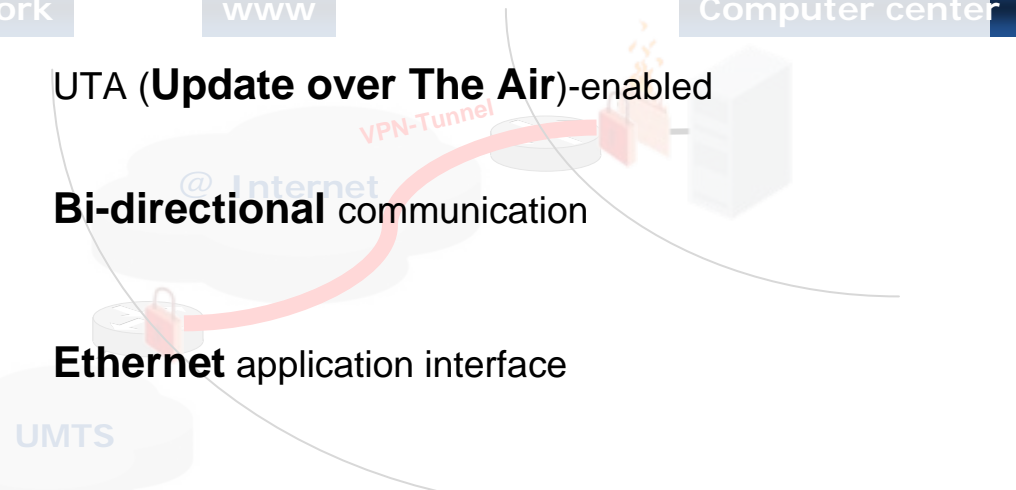 ork www Computer center
UTA (Update over The Air)-enabled
VPN-Tunnel
@ Internet
Bi-directional communication
Ethernet application interface
UMTS